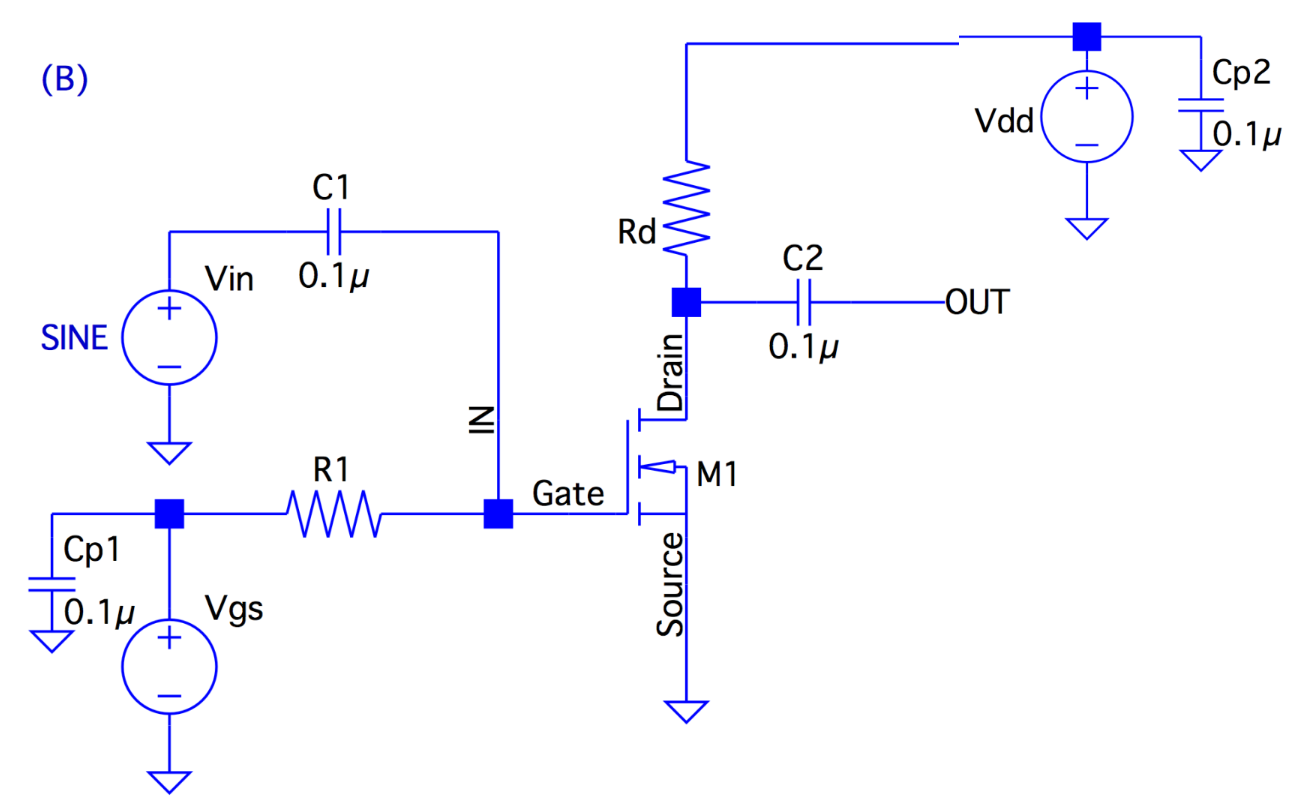 (B)
Cp2
0.1µ
Vdd
C1
0.1µ
Rd
C2
0.1µ
OUT
Vin
SINE
IN
Drain
M1
Gate
Source
R1
Cp1
0.1µ
Vgs